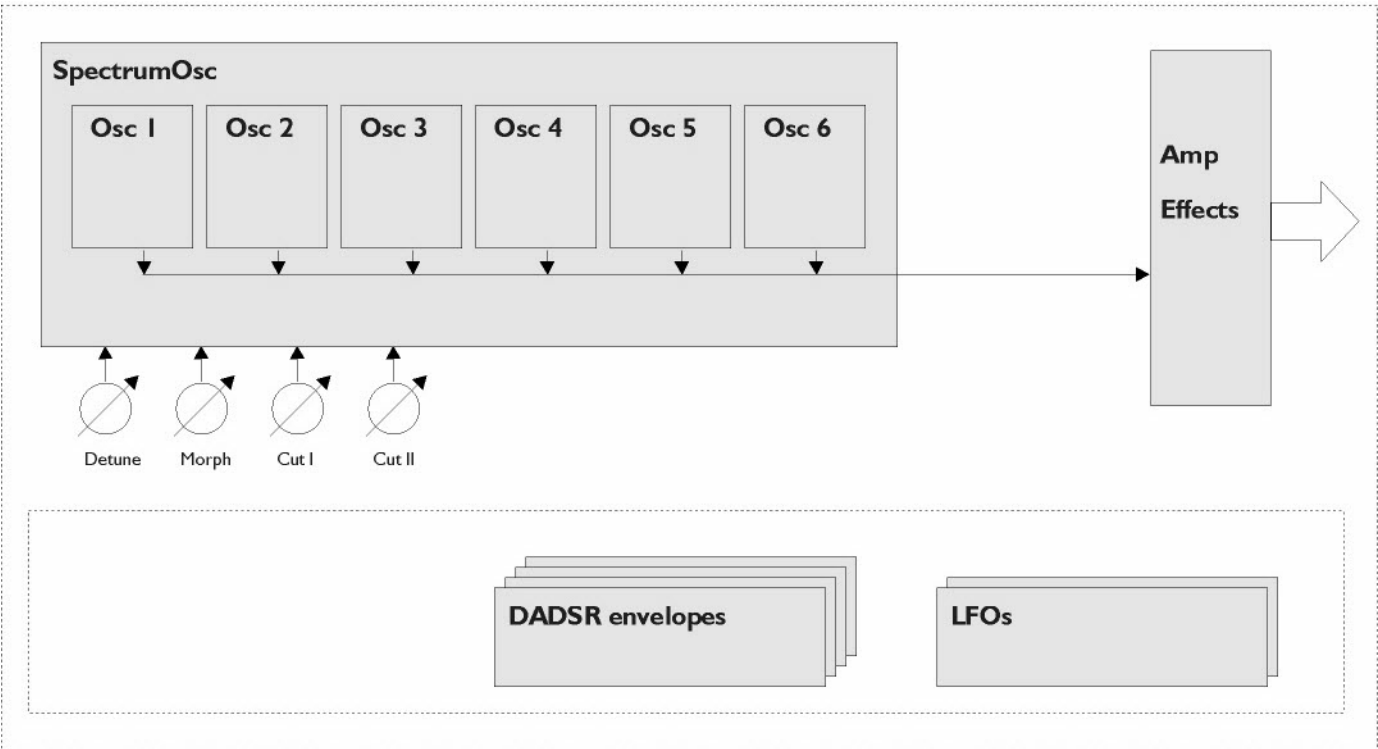 SpectrumOsc
Osc 1
Osc 2
Osc 3
Osc 4
Osc 5
Osc 6
Amp
Effects
Detune
Morph
Cut I
Cut II
DADSR envelopes
LFOs